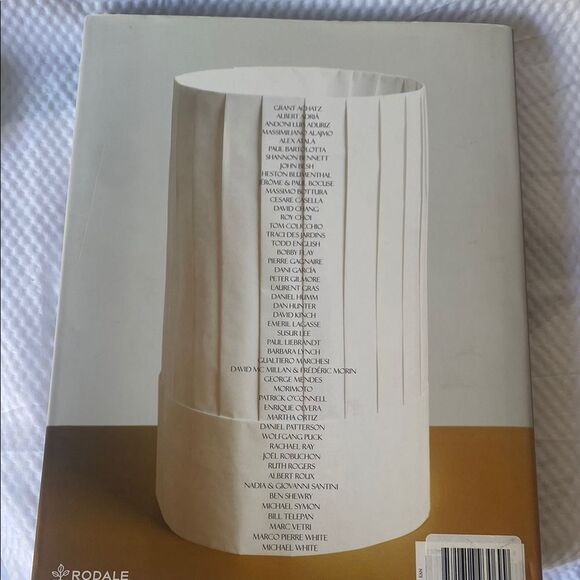 GRANT ACHATZ
ALBERT ADRIÀ
ANDONI LUIS ADURIZ
MASSIMILIANO ALAJMO
ALEX ATALA
PAUL BARTOLOTTA
SHANNON BENNETT
JOHN BESH
HESTON BLUMENTHAL
JÉRÔME & PAUL BOCUSE
MASSIMO BOTTURA
CESARE CASELLA
DAVID CHANG
ROY CHOI
TOM COLICCHIO
TRACI DES JARDINS
TODD ENGLISH
BOBBY FLAY
PIERRE GAGNAIRE
DANI GARCÍA
PETER GILMORE
LAURENT GRAS
DANIEL HUMM
DAN HUNTER
DAVID KINCH
EMERIL LAGASSE
SUSUR LEE
PAUL LIEBRANDT
BARBARA LYNCH
GUALTIERO MARCHESI
DAVID MC MILLAN & FRÉDÉRIC MORIN
GEORGE MENDES
MORIMOTO
PATRICK O'CONNELL
ENRIQUE OLVERA
MARTHA ORTIZ
DANIEL PATTERSON
WOLFGANG PUCK
RACHAEL RAY
JOËL ROBUCHON
RUTH ROGERS
ALBERT ROUX
NADIA & GIOVANNI SANTINI
BEN SHEWRY
MICHAEL SYMON
BILL TELEPAN
MARC VETRI
MARCO PIERRE WHITE
MICHAEL WHITE
RODALE
EAN